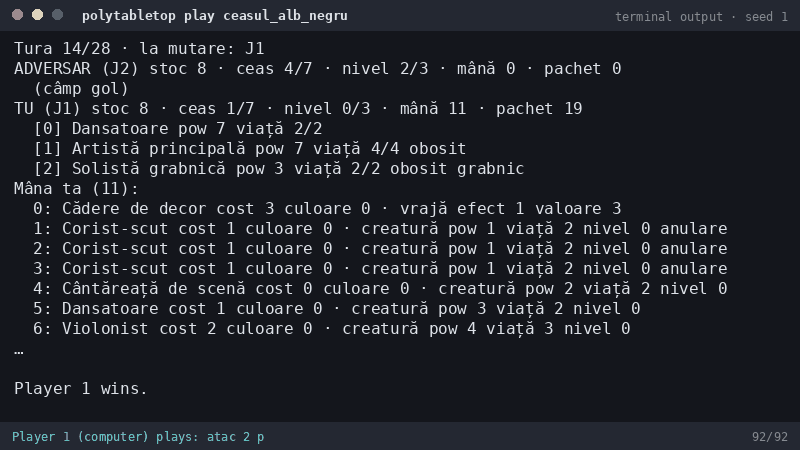 polytabletop play ceasul_alb_negru
terminal output · seed 1
Tura 14/28 · la mutare: J1
ADVERSAR (J2) stoc 8 · ceas 4/7 · nivel 2/3 · mână 0 · pachet 0
(câmp gol)
TU (J1) stoc 8 · ceas 1/7 · nivel 0/3 · mână 11 · pachet 19
[0] Dansatoare pow 7 viață 2/2
[1] Artistă principală pow 7 viață 4/4 obosit
[2] Solistă grabnică pow 3 viață 2/2 obosit grabnic
Mâna ta (11):
0: Cădere de decor cost 3 culoare 0 · vrajă efect 1 valoare 3
1: Corist-scut cost 1 culoare 0 · creatură pow 1 viață 2 nivel 0 anulare
2: Corist-scut cost 1 culoare 0 · creatură pow 1 viață 2 nivel 0 anulare
3: Corist-scut cost 1 culoare 0 · creatură pow 1 viață 2 nivel 0 anulare
4: Cântăreață de scenă cost 0 culoare 0 · creatură pow 2 viață 2 nivel 0
5: Dansatoare cost 1 culoare 0 · creatură pow 3 viață 2 nivel 0
6: Violonist cost 2 culoare 0 · creatură pow 4 viață 3 nivel 0
…
Player 1 wins.
Player 1 (computer) plays: atac 2 p
92/92